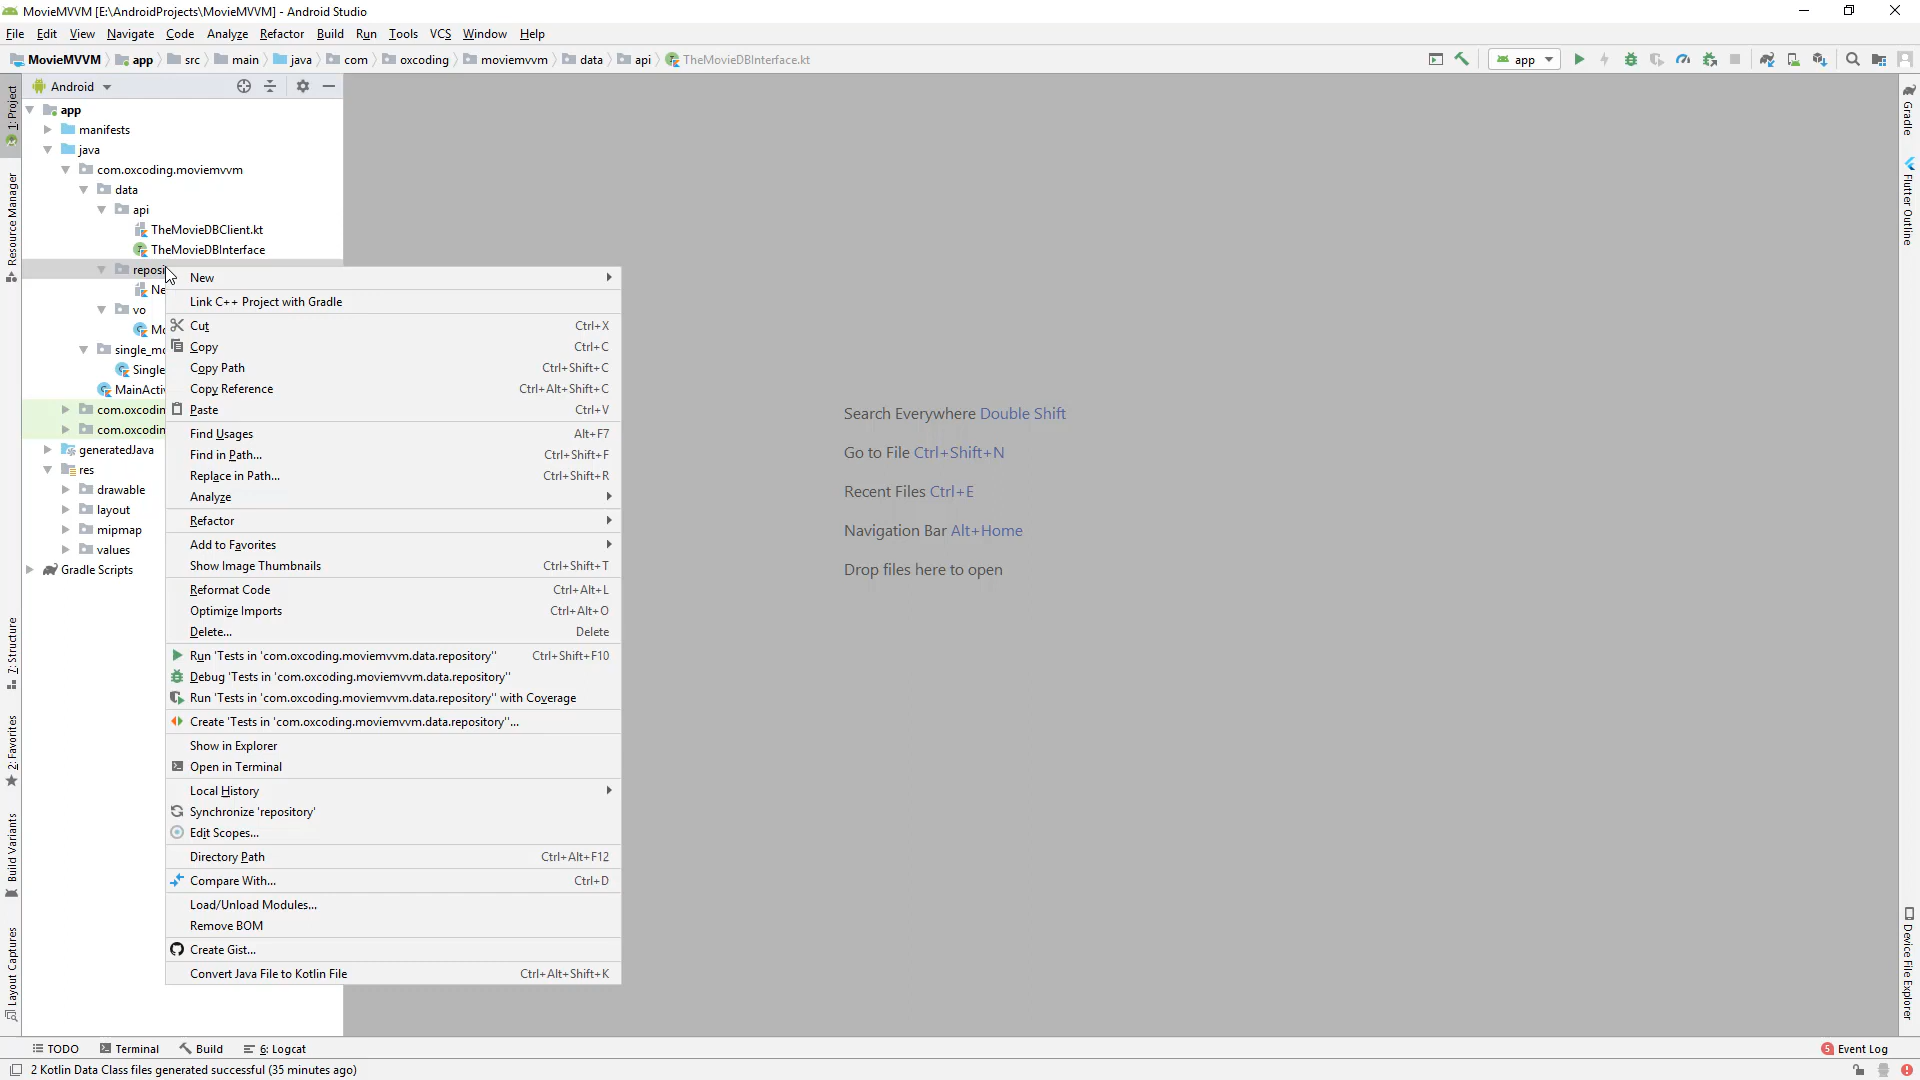 MovieMVVM [E:\AndroidProjects\MovieMVVM] - Android Studio
File Edit View Navigate Code Analyze Refactor Build Run Tools VCS Window Help
MovieMVVM app src main java com oxcoding moviemvvm data api TheMovieDBInterface.kt
app
Android
1: Project
Resource Manager
7: Structure
2: Favorites
Build Variants
Layout Captures
app
manifests
java
com.oxcoding.moviemvvm
data
api
TheMovieDBClient.kt
TheMovieDBInterface
reposi
Ne
vo
Mo
single_mo
Single
MainActiv
com.oxcodin
com.oxcodin
generatedJava
res
drawable
layout
mipmap
values
Gradle Scripts
New
Link C++ Project with Gradle
Cut Ctrl+X
Copy Ctrl+C
Copy Path Ctrl+Shift+C
Copy Reference Ctrl+Alt+Shift+C
Paste Ctrl+V
Find Usages Alt+F7
Find in Path... Ctrl+Shift+F
Replace in Path... Ctrl+Shift+R
Analyze
Refactor
Add to Favorites
Show Image Thumbnails Ctrl+Shift+T
Reformat Code Ctrl+Alt+L
Optimize Imports Ctrl+Alt+O
Delete... Delete
Run 'Tests in 'com.oxcoding.moviemvvm.data.repository'' Ctrl+Shift+F10
Debug 'Tests in 'com.oxcoding.moviemvvm.data.repository''
Run 'Tests in 'com.oxcoding.moviemvvm.data.repository'' with Coverage
Create 'Tests in 'com.oxcoding.moviemvvm.data.repository''...
Show in Explorer
Open in Terminal
Local History
Synchronize 'repository'
Edit Scopes...
Directory Path Ctrl+Alt+F12
Compare With... Ctrl+D
Load/Unload Modules...
Remove BOM
Create Gist...
Convert Java File to Kotlin File Ctrl+Alt+Shift+K
Search Everywhere Double Shift
Go to File Ctrl+Shift+N
Recent Files Ctrl+E
Navigation Bar Alt+Home
Drop files here to open
Gradle
Flutter Outline
Device File Explorer
TODO Terminal Build 6: Logcat
5 Event Log
2 Kotlin Data Class files generated successful (35 minutes ago)